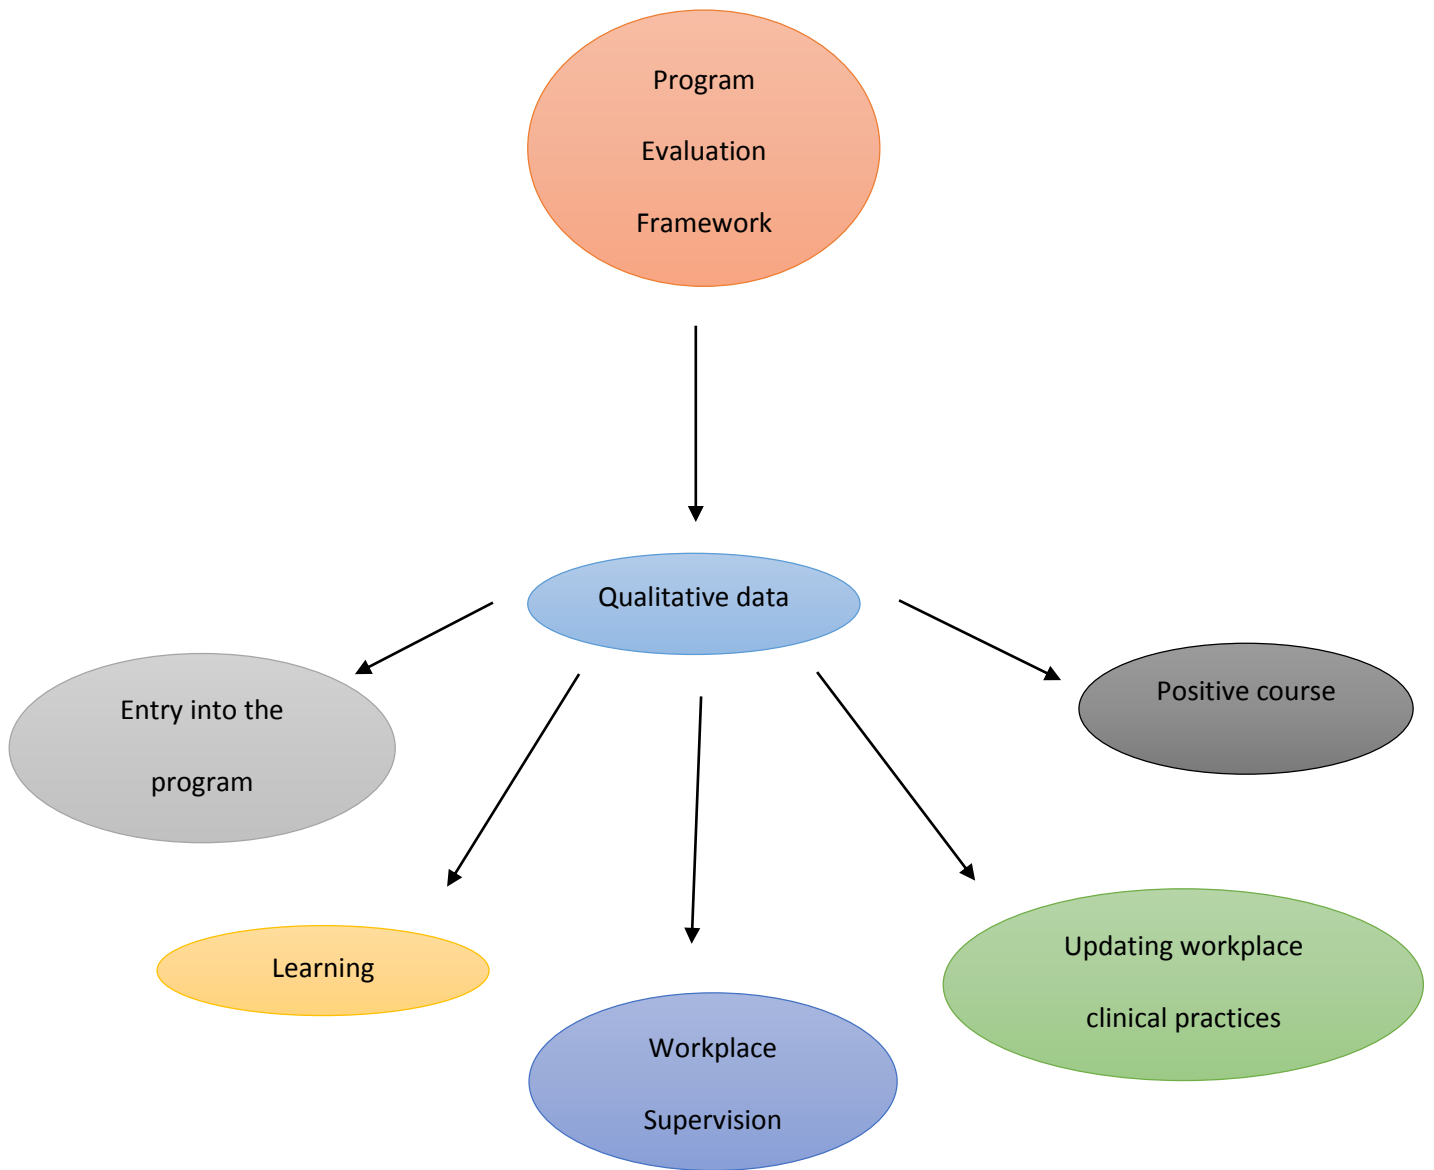 Program
Evaluation
Framework
Qualitative data
Entry into the
program
Learning
Workplace
Supervision
Updating workplace
clinical practices
Positive course